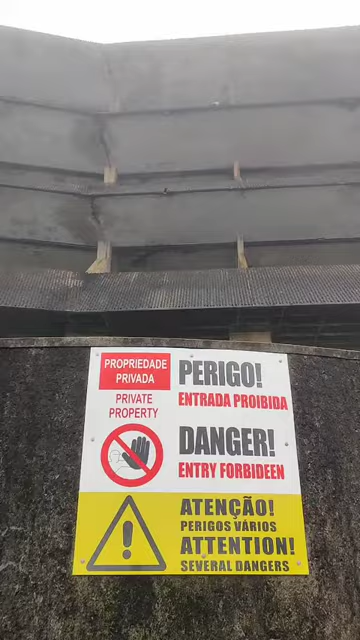 PROPRIEDADE
PRIVADA
PRIVATE
PROPERTY
PERIGO!
ENTRADA PROIBIDA
DANGER!
ENTRY FORBIDEEN
ATENÇÃO!
PERIGOS VÁRIOS
ATTENTION!
SEVERAL DANGERS